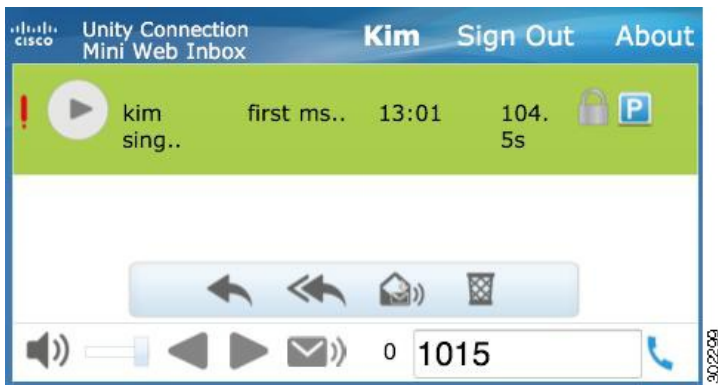 cisco
Unity Connection
Mini Web Inbox
Kim Sign Out About
! kim first ms.. 13:01 104. P
sing.. 5s
0 1015
302299